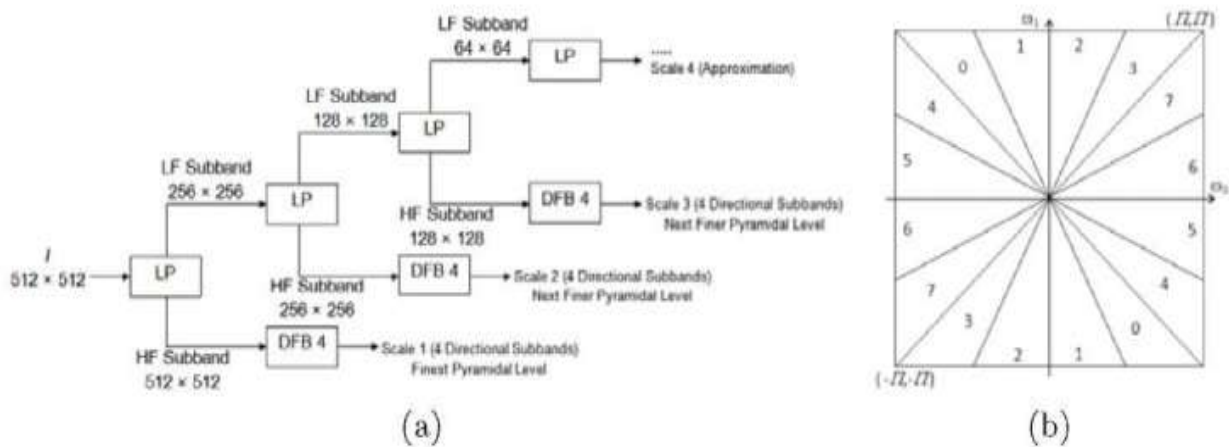 LF Subband
64 × 64
LP
.....
Scale 4 (Approximation)
LF Subband
128 × 128
LP
LF Subband
256 × 256
LP
HF Subband
128 × 128
DFB 4
Scale 3 (4 Directional Subbands)
Next Finer Pyramidal Level
I
512 × 512
LP
HF Subband
256 × 256
DFB 4
Scale 2 (4 Directional Subbands)
Next Finer Pyramidal Level
HF Subband
512 × 512
DFB 4
Scale 1 (4 Directional Subbands)
Finest Pyramidal Level
(a)
ω₁
(Π,Π)
0 1 2 3
4 7
5 6
ω₂
6 5
7 4
3 2 1 0
(-Π,-Π)
(b)